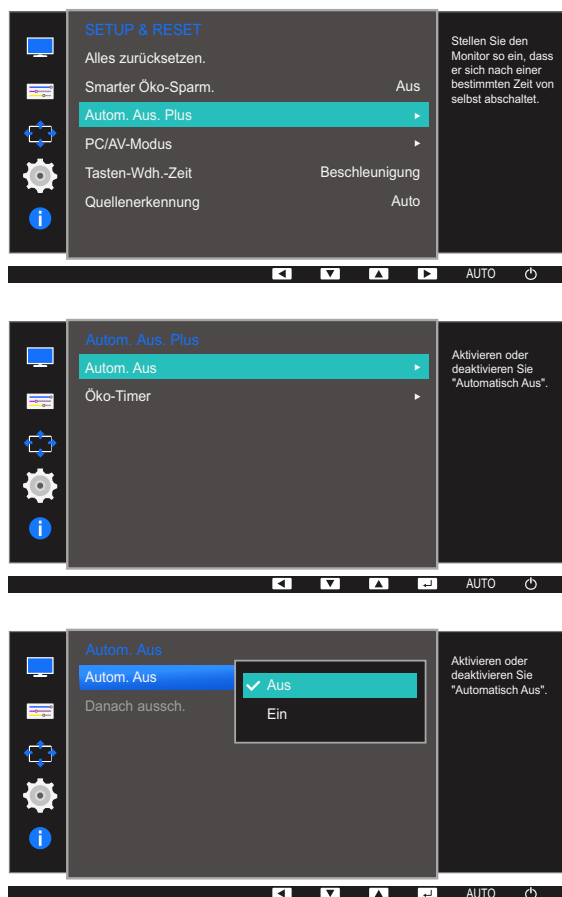 SETUP & RESET
Alles zurücksetzen.
Smarter Öko-Sparm. Aus
Autom. Aus. Plus
PC/AV-Modus
Tasten-Wdh.-Zeit Beschleunigung
Quellenerkennung Auto
Stellen Sie den
Monitor so ein, dass
er sich nach einer
bestimmten Zeit von
selbst abschaltet.
AUTO
Autom. Aus. Plus
Autom. Aus
Öko-Timer
Aktivieren oder
deaktivieren Sie
"Automatisch Aus".
AUTO
Autom. Aus
Autom. Aus
Danach aussch.
Aus
Ein
Aktivieren oder
deaktivieren Sie
"Automatisch Aus".
AUTO